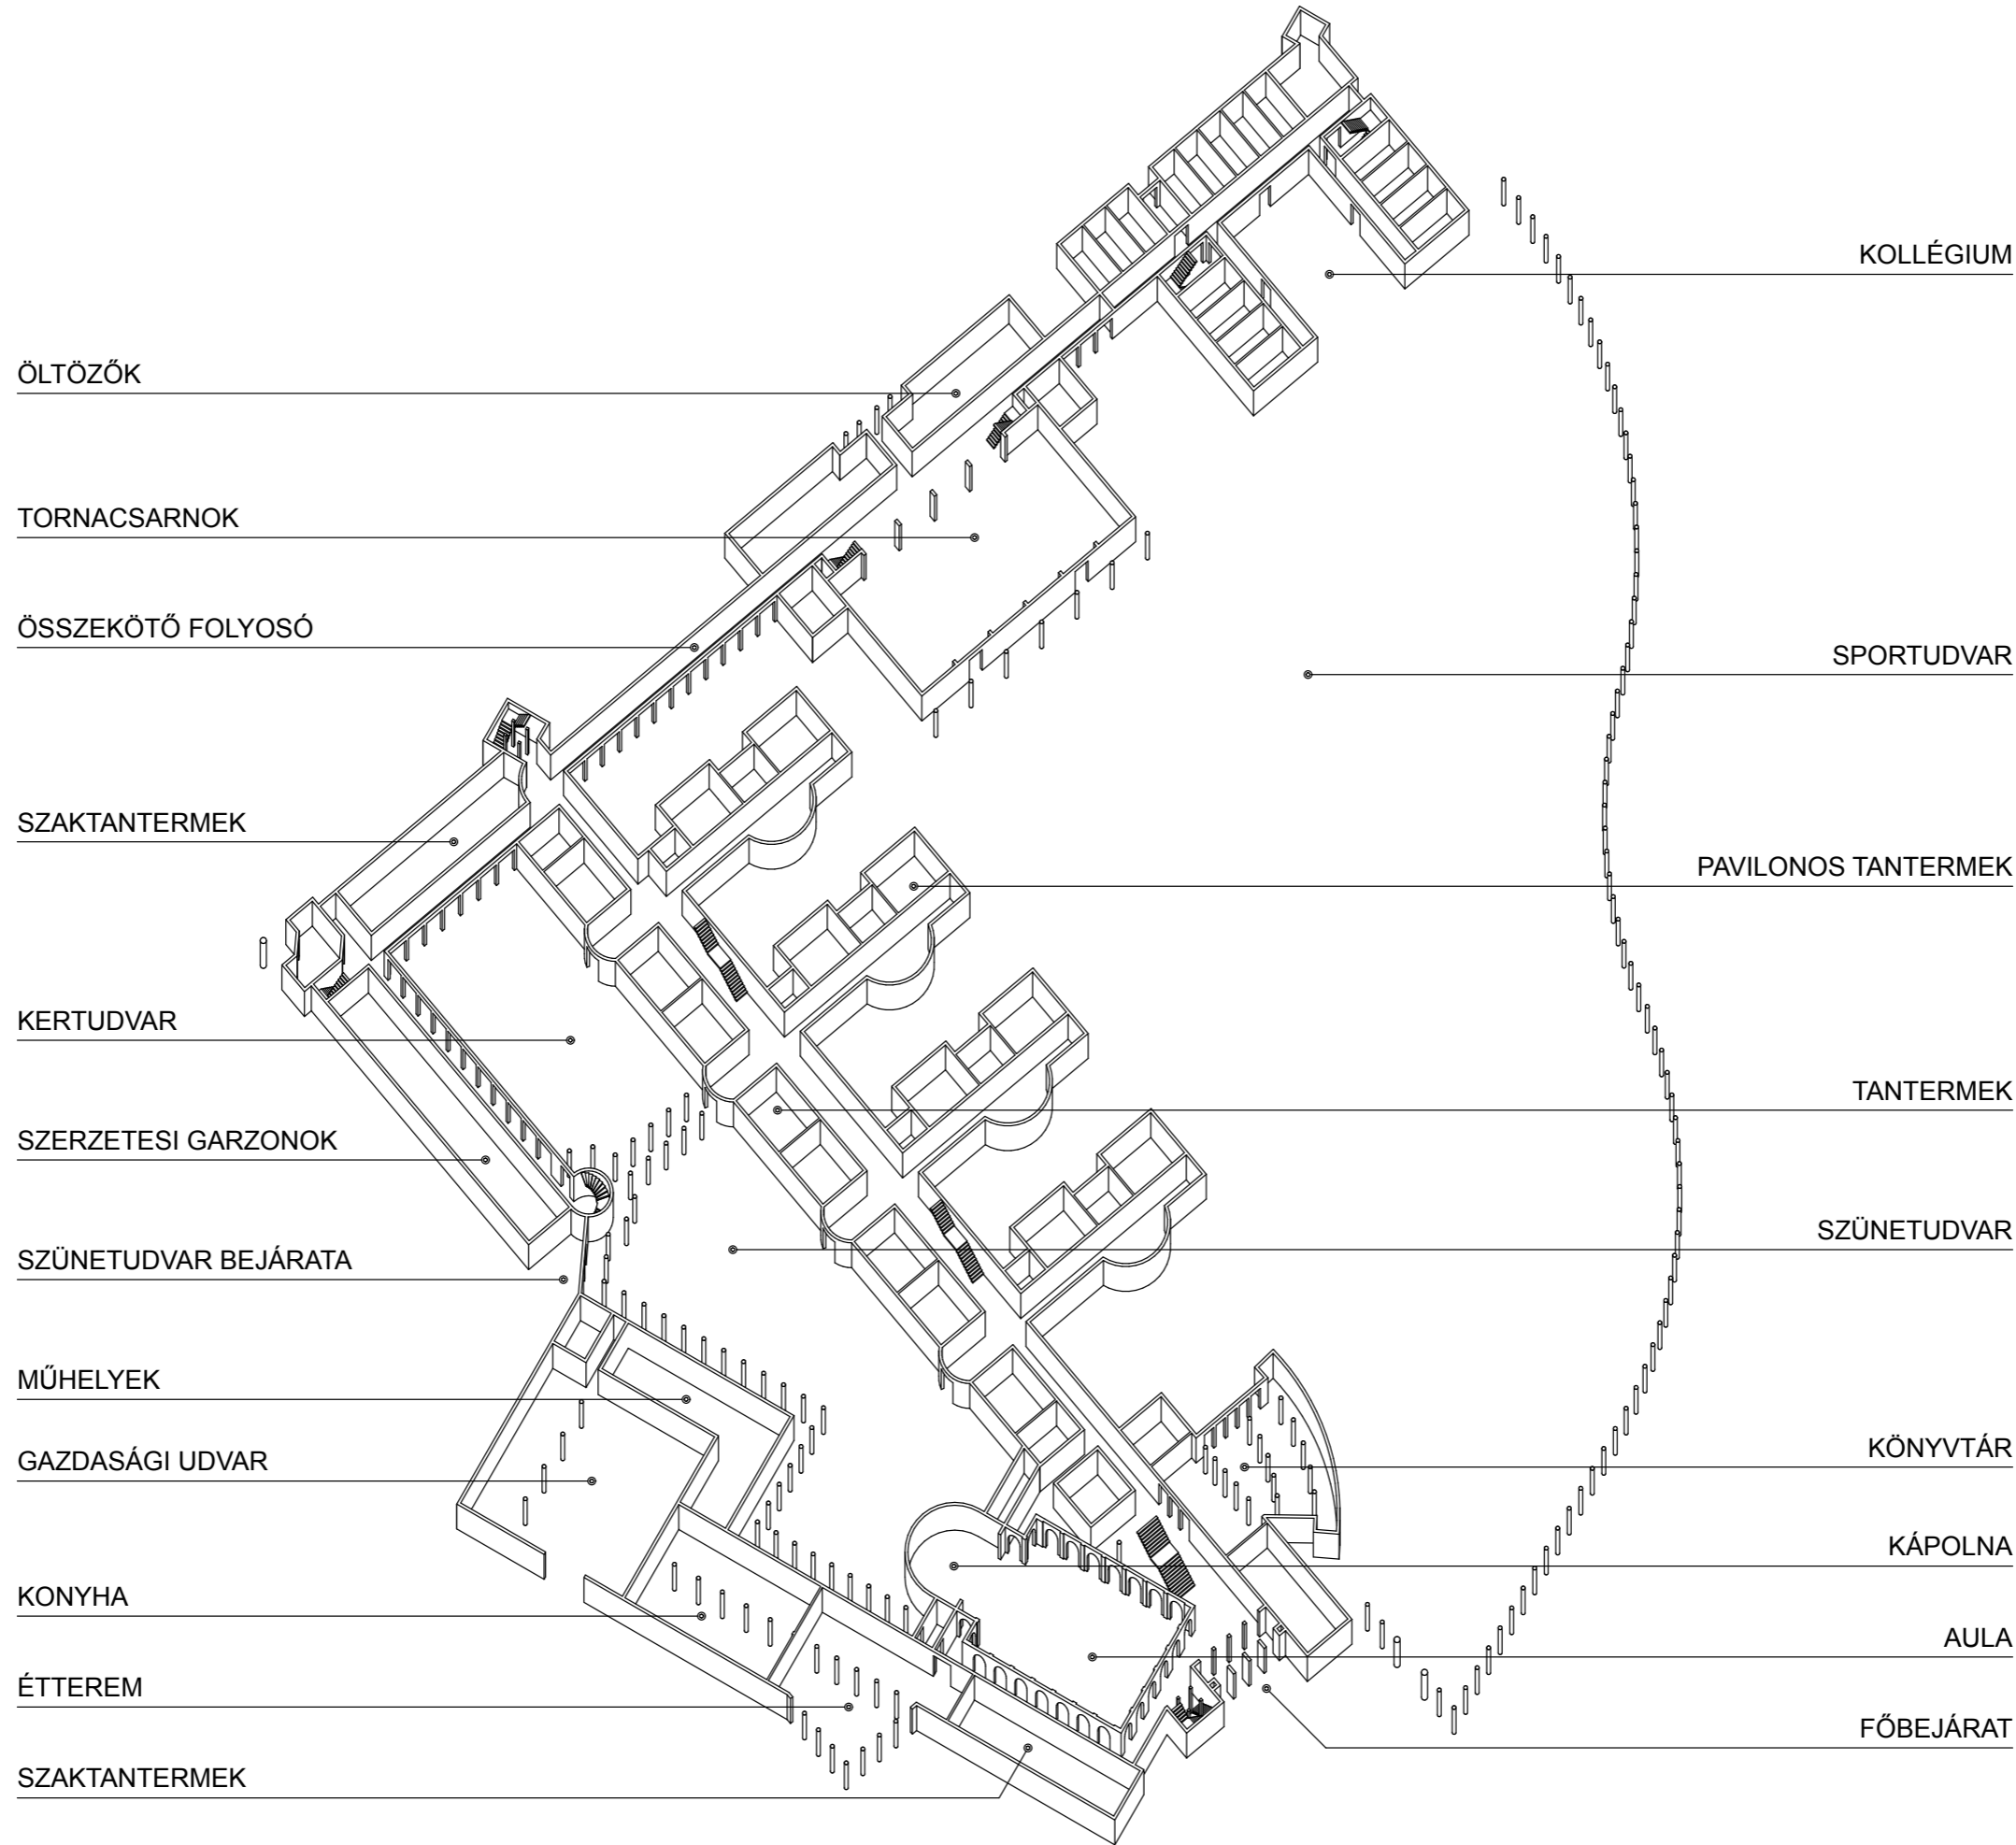 ÖLTÖZŐK
TORNACSARNOK
ÖSSZEKÖTŐ FOLYOSÓ
SZAKTANTERMEK
KERTUDVAR
SZERZETESI GARZONOK
SZÜNETUDVAR BEJÁRATA
MŰHELYEK
GAZDASÁGI UDVAR
KONYHA
ÉTTEREM
SZAKTANTERMEK
KOLLÉGIUM
SPORTUDVAR
PAVILONOS TANTERMEK
TANTERMEK
SZÜNETUDVAR
KÖNYVTÁR
KÁPOLNA
AULA
FŐBEJÁRAT